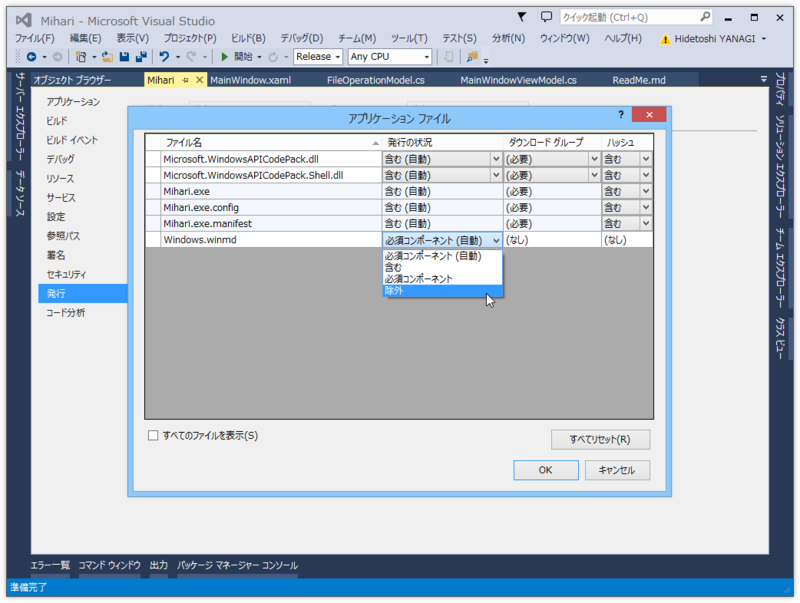 Mihari - Microsoft Visual Studio
クイック起動 (Ctrl+Q)
ファイル(F) 編集(E) 表示(V) プロジェクト(P) ビルド(B) デバッグ(D) チーム(M) ツール(T) テスト(S) 分析(N) ウィンドウ(W) ヘルプ(H) Hidetoshi YANAGI
開始 Release Any CPU
サーバー エクスプローラー
データ ソース
オブジェクト ブラウザー Mihari MainWindow.xaml FileOperationModel.cs MainWindowViewModel.cs ReadMe.md
アプリケーション
ビルド
ビルド イベント
デバッグ
リソース
サービス
設定
参照パス
署名
セキュリティ
発行
コード分析
アプリケーション ファイル
ファイル名 発行の状況 ダウンロード グループ ハッシュ
Microsoft.WindowsAPICodePack.dll 含む (自動) (必要) 含む
Microsoft.WindowsAPICodePack.Shell.dll 含む (自動) (必要) 含む
Mihari.exe 含む (自動) (必要) 含む
Mihari.exe.config 含む (自動) (必要) 含む
Mihari.exe.manifest 含む (自動) (必要) 含む
Windows.winmd 必須コンポーネント (自動) (なし) (なし)
必須コンポーネント (自動)
含む
必須コンポーネント
除外
すべてのファイルを表示(S)
すべてリセット(R)
OK キャンセル
プロパティ
ソリューション エクスプローラー
チーム エクスプローラー
クラス ビュー
エラー一覧 コマンド ウィンドウ 出力 パッケージ マネージャー コンソール
準備完了